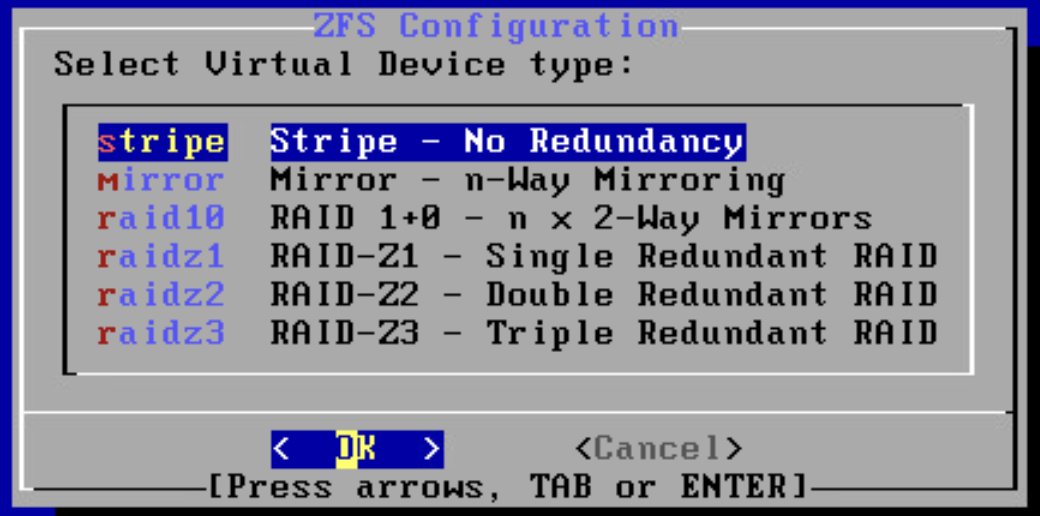 ZFS Configuration
Select Virtual Device type:
stripe Stripe - No Redundancy
mirror Mirror - n-Way Mirroring
raid10 RAID 1+0 - n x 2-Way Mirrors
raidz1 RAID-Z1 - Single Redundant RAID
raidz2 RAID-Z2 - Double Redundant RAID
raidz3 RAID-Z3 - Triple Redundant RAID
< OK > <Cancel>
[Press arrows, TAB or ENTER]